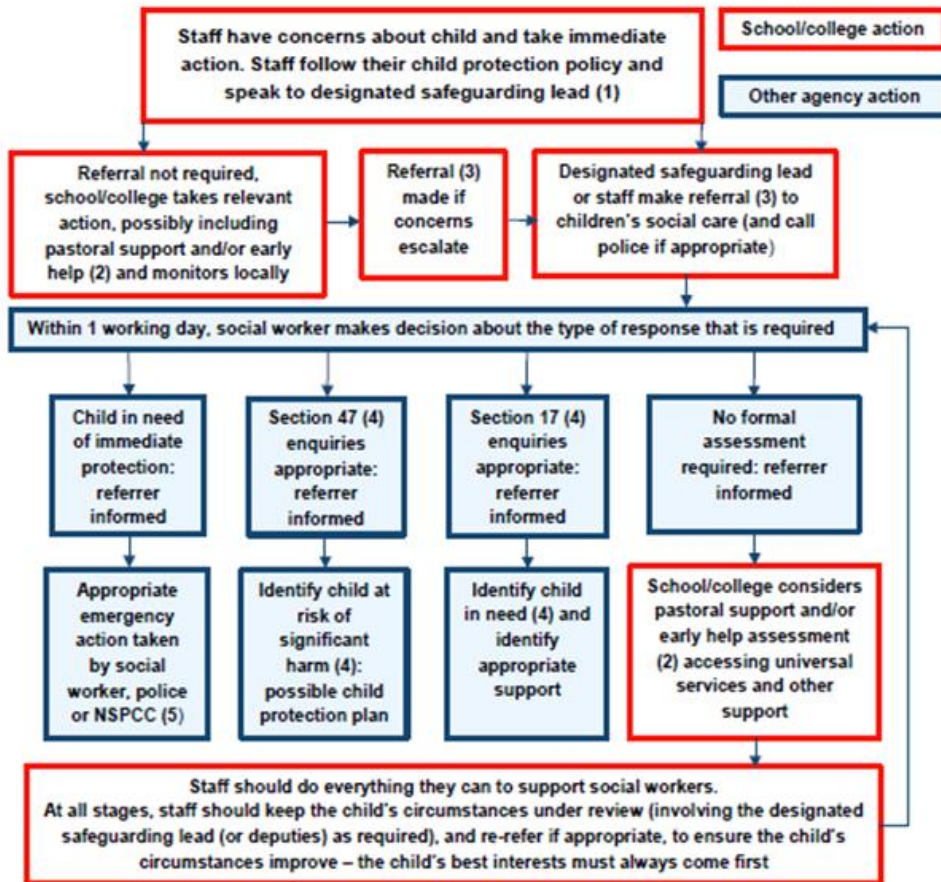 Staff have concerns about child and take immediate
action. Staff follow their child protection policy and
speak to designated safeguarding lead (1)
School/college action
Other agency action
Referral not required,
school/college takes relevant
action, possibly including
pastoral support and/or early
help (2) and monitors locally
Referral (3)
made if
concerns
escalate
Designated safeguarding lead
or staff make referral (3) to
children's social care (and call
police if appropriate)
Within 1 working day, social worker makes decision about the type of response that is required
Child in need
of immediate
protection:
referrer
informed
Section 47 (4)
enquiries
appropriate:
referrer
informed
Section 17 (4)
enquiries
appropriate:
referrer
informed
No formal
assessment
required: referrer
informed
Appropriate
emergency
action taken
by social
worker, police
or NSPCC (5)
Identify child at
risk of
significant
harm (4):
possible child
protection plan
Identify child
in need (4) and
identify
appropriate
support
School/college considers
pastoral support and/or
early help assessment
(2) accessing universal
services and other
support
Staff should do everything they can to support social workers.
At all stages, staff should keep the child's circumstances under review (involving the designated
safeguarding lead (or deputies) as required), and re-refer if appropriate, to ensure the child's
circumstances improve – the child's best interests must always come first